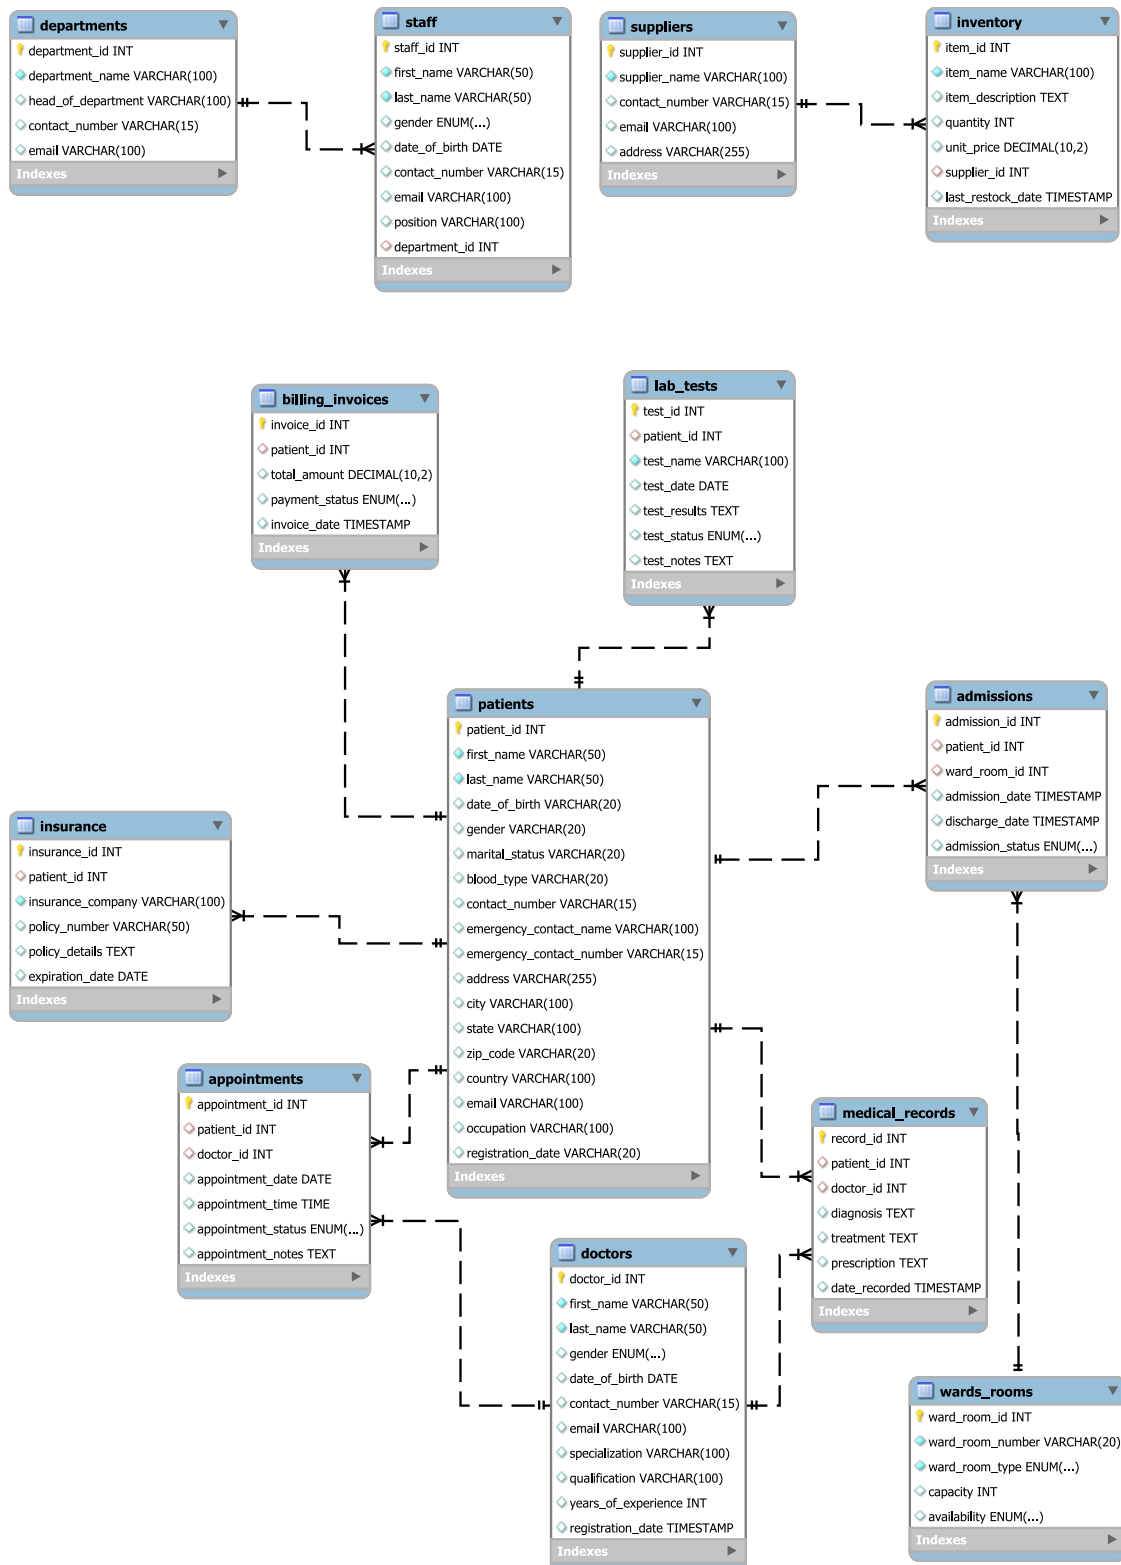 departments
department_id INT
department_name VARCHAR(100)
head_of_department VARCHAR(100)
contact_number VARCHAR(15)
email VARCHAR(100)
Indexes
staff
staff_id INT
first_name VARCHAR(50)
last_name VARCHAR(50)
gender ENUM(...)
date_of_birth DATE
contact_number VARCHAR(15)
email VARCHAR(100)
position VARCHAR(100)
department_id INT
Indexes
suppliers
supplier_id INT
supplier_name VARCHAR(100)
contact_number VARCHAR(15)
email VARCHAR(100)
address VARCHAR(255)
Indexes
inventory
item_id INT
item_name VARCHAR(100)
item_description TEXT
quantity INT
unit_price DECIMAL(10,2)
supplier_id INT
last_restock_date TIMESTAMP
Indexes
billing_invoices
invoice_id INT
patient_id INT
total_amount DECIMAL(10,2)
payment_status ENUM(...)
invoice_date TIMESTAMP
Indexes
lab_tests
test_id INT
patient_id INT
test_name VARCHAR(100)
test_date DATE
test_results TEXT
test_status ENUM(...)
test_notes TEXT
Indexes
patients
patient_id INT
first_name VARCHAR(50)
last_name VARCHAR(50)
date_of_birth VARCHAR(20)
gender VARCHAR(20)
marital_status VARCHAR(20)
blood_type VARCHAR(20)
contact_number VARCHAR(15)
emergency_contact_name VARCHAR(100)
emergency_contact_number VARCHAR(15)
address VARCHAR(255)
city VARCHAR(100)
state VARCHAR(100)
zip_code VARCHAR(20)
country VARCHAR(100)
email VARCHAR(100)
occupation VARCHAR(100)
registration_date VARCHAR(20)
Indexes
admissions
admission_id INT
patient_id INT
ward_room_id INT
admission_date TIMESTAMP
discharge_date TIMESTAMP
admission_status ENUM(...)
Indexes
insurance
insurance_id INT
patient_id INT
insurance_company VARCHAR(100)
policy_number VARCHAR(50)
policy_details TEXT
expiration_date DATE
Indexes
appointments
appointment_id INT
patient_id INT
doctor_id INT
appointment_date DATE
appointment_time TIME
appointment_status ENUM(...)
appointment_notes TEXT
Indexes
medical_records
record_id INT
patient_id INT
doctor_id INT
diagnosis TEXT
treatment TEXT
prescription TEXT
date_recorded TIMESTAMP
Indexes
doctors
doctor_id INT
first_name VARCHAR(50)
last_name VARCHAR(50)
gender ENUM(...)
date_of_birth DATE
contact_number VARCHAR(15)
email VARCHAR(100)
specialization VARCHAR(100)
qualification VARCHAR(100)
years_of_experience INT
registration_date TIMESTAMP
Indexes
wards_rooms
ward_room_id INT
ward_room_number VARCHAR(20)
ward_room_type ENUM(...)
capacity INT
availability ENUM(...)
Indexes